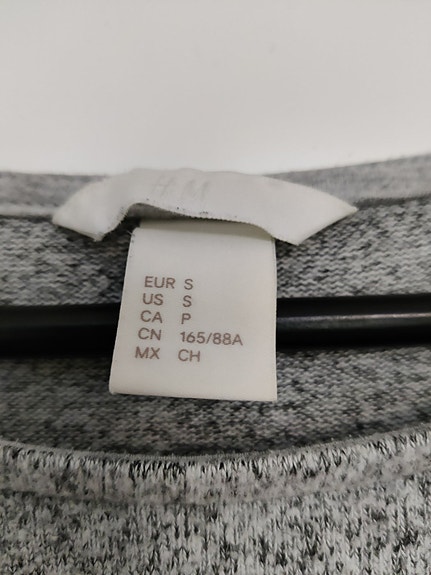 H&M
EUR S
US S
CA P
CN 165/88A
MX CH